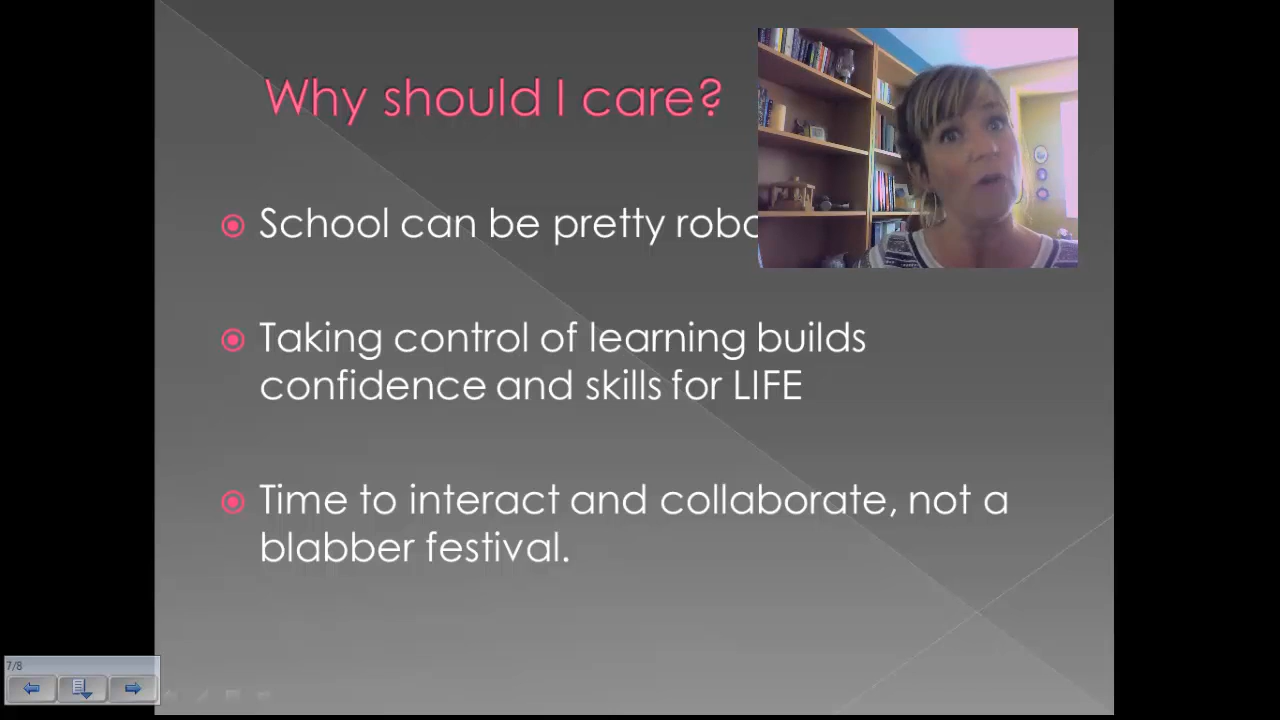 Why should I care?
School can be pretty
Taking control of learning builds
confidence and skills for LIFE
Time to interact and collaborate, not a
blabber festival.
7/8